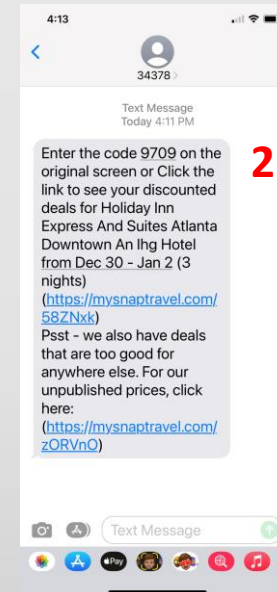 4:13
34378
Text Message
Today 4:11 PM
Enter the code 9709 on the
original screen or Click the
link to see your discounted
deals for Holiday Inn
Express And Suites Atlanta
Downtown An Ihg Hotel
from Dec 30 - Jan 2 (3
nights)
(https://mysnaptravel.com/
58ZNxk)
Psst - we also have deals
that are too good for
anywhere else. For our
unpublished prices, click
here:
(https://mysnaptravel.com/
zORVnO)
2
Text Message
Pay